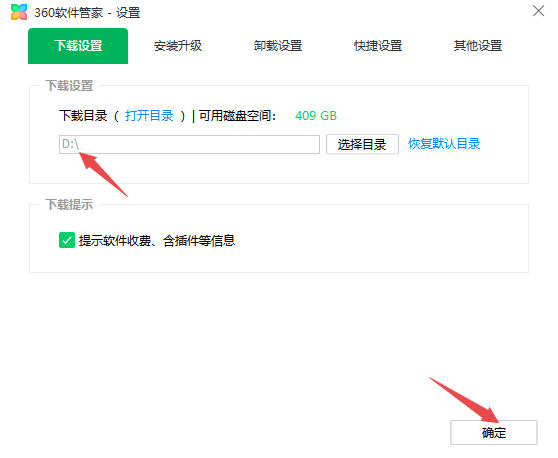 360软件管家 - 设置
下载设置 安装升级 卸载设置 快捷设置 其他设置
下载设置
下载目录（ 打开目录 ）| 可用磁盘空间： 409 GB
D:\ 选择目录 恢复默认目录
下载提示
提示软件收费、含插件等信息
确定